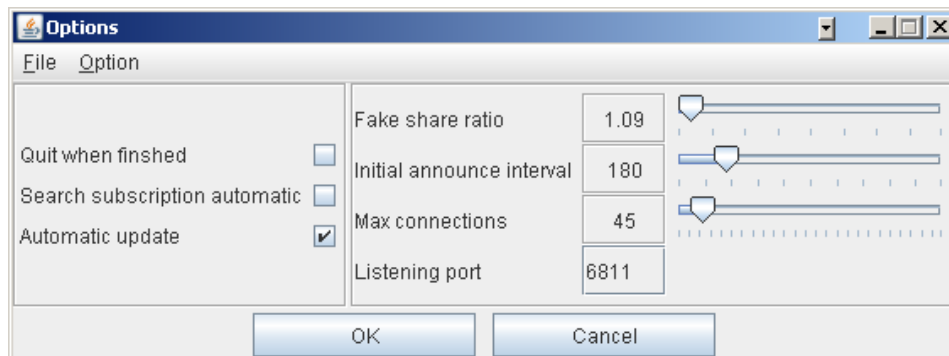 Options
File Option
Quit when finshed
Search subscription automatic
Automatic update
Fake share ratio 1.09
Initial announce interval 180
Max connections 45
Listening port 6811
OK Cancel